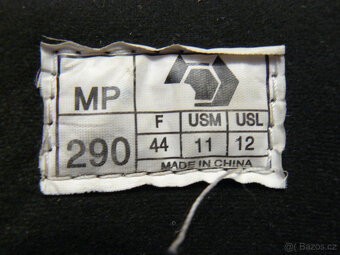 MP
F USM USL
290 44 11 12
MADE IN CHINA
© Bazos.cz